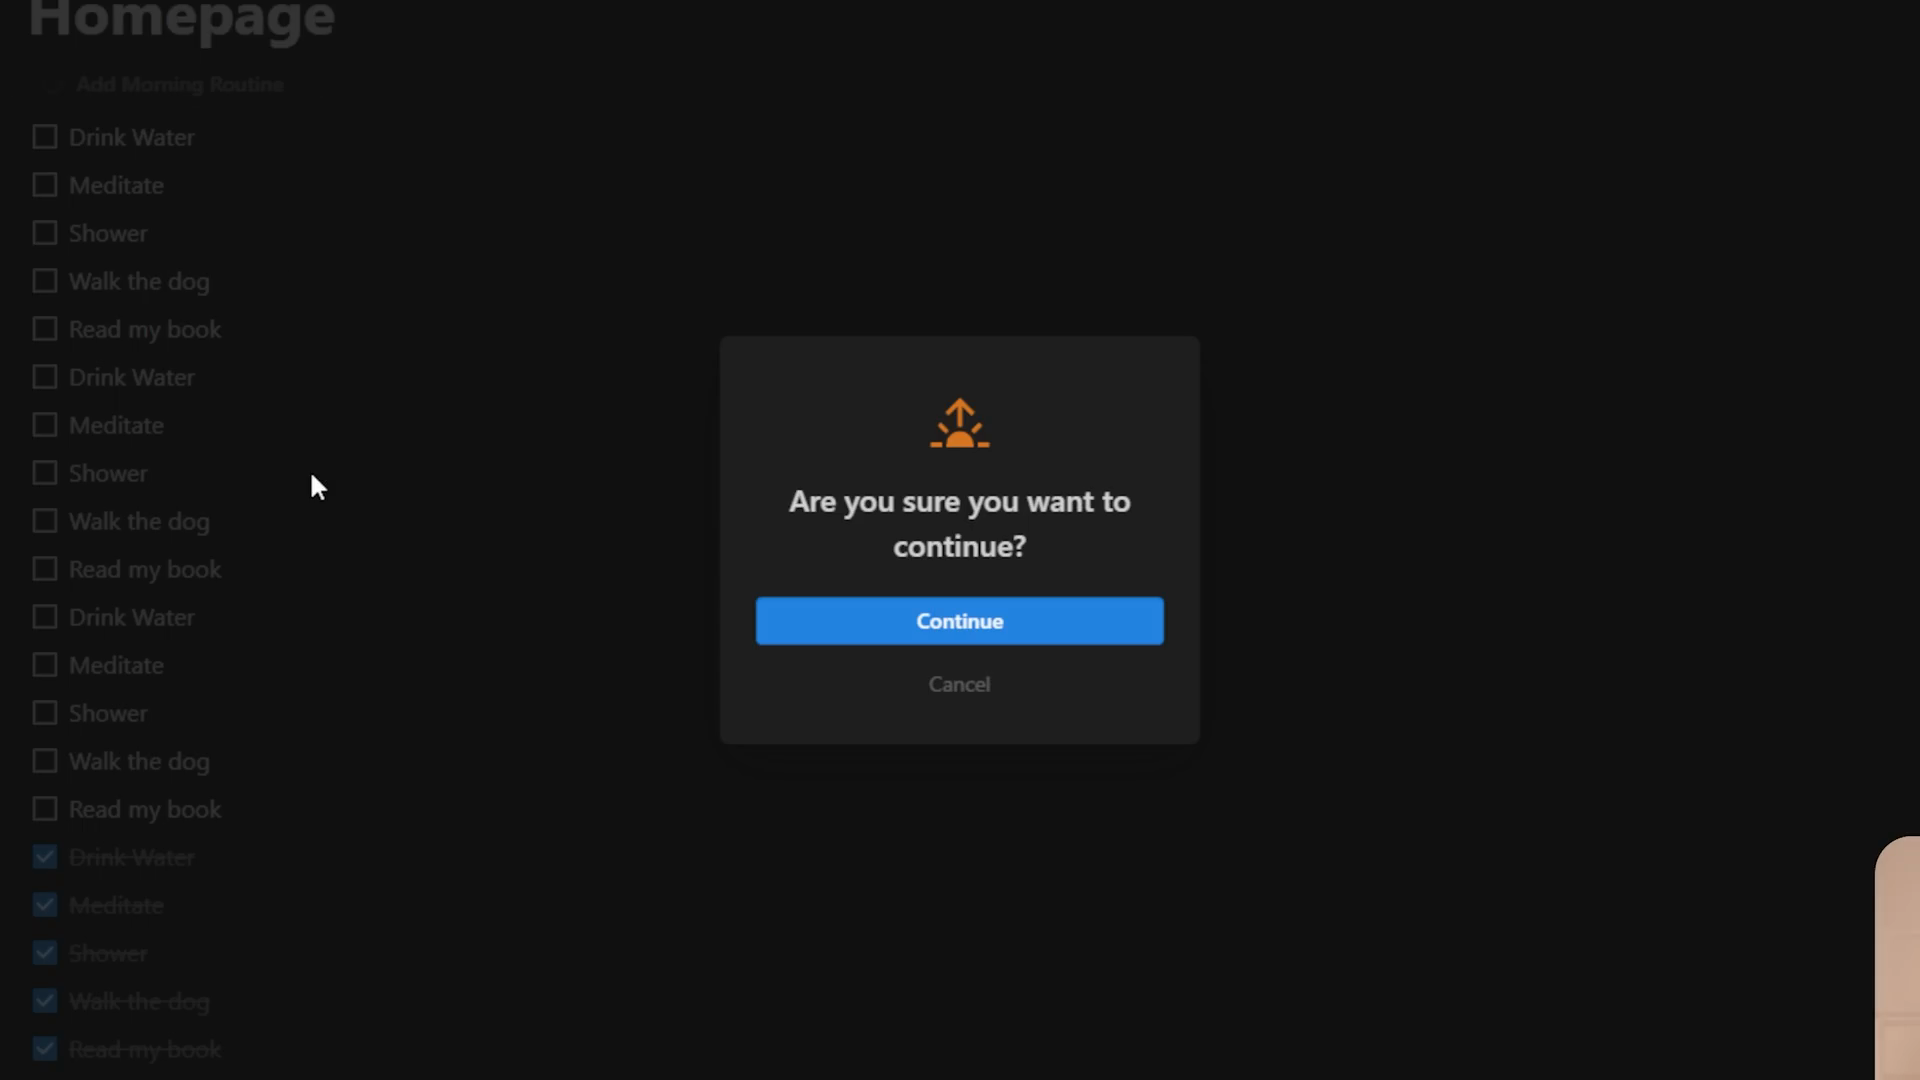 Homepage
Add Morning Routine
Drink Water
Meditate
Shower
Walk the dog
Read my book
Drink Water
Meditate
Shower
Walk the dog
Read my book
Drink Water
Meditate
Shower
Walk the dog
Read my book
Drink Water
Meditate
Shower
Walk the dog
Read my book
Are you sure you want to
continue?
Continue
Cancel